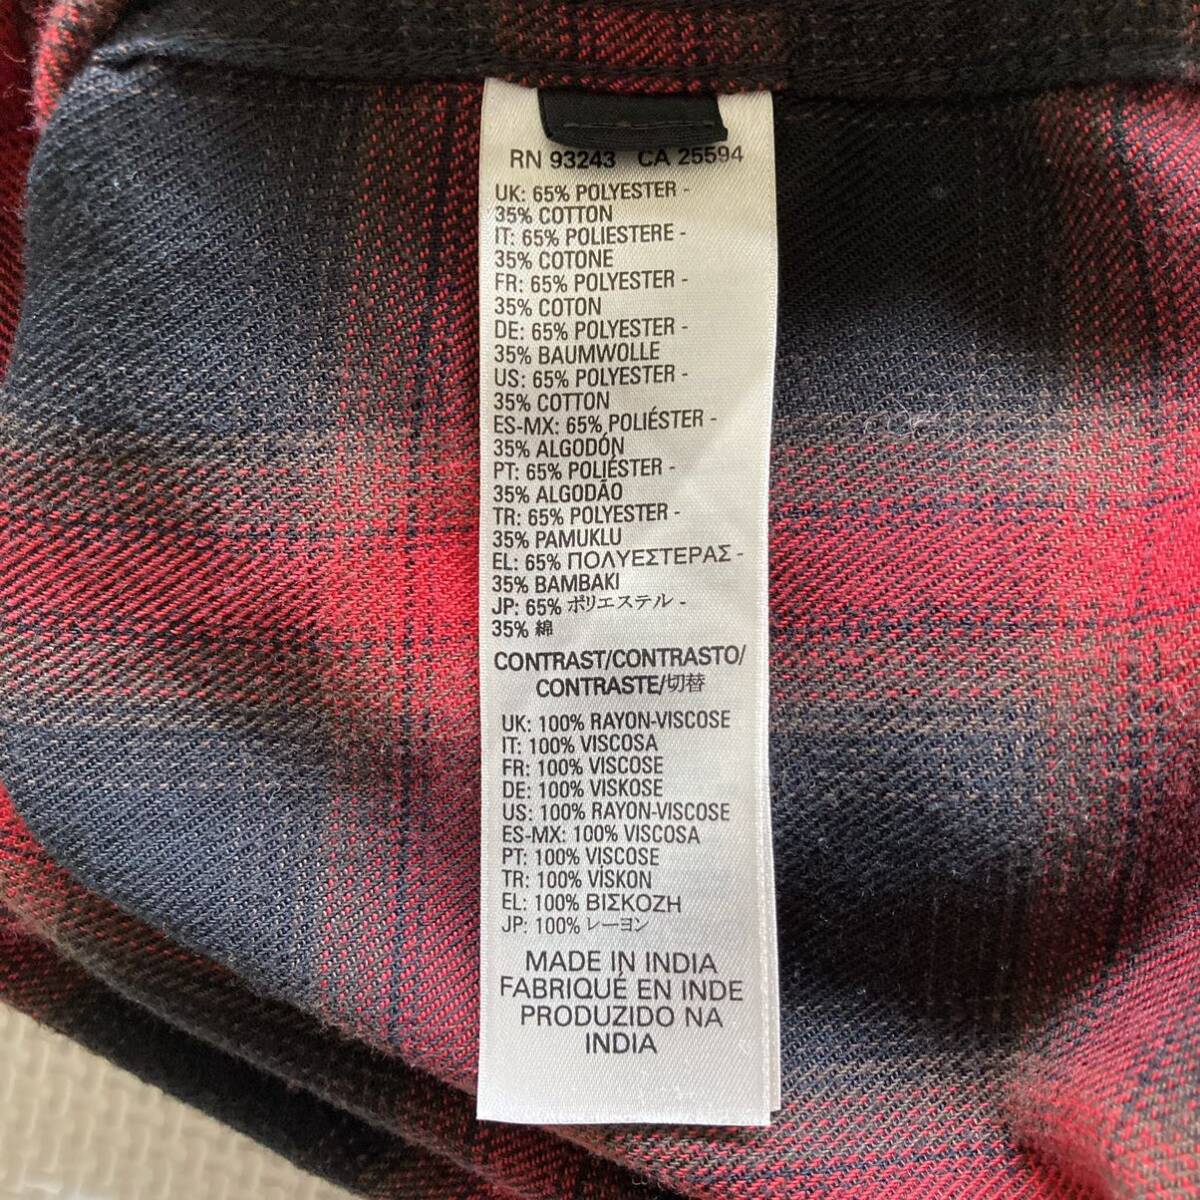 RN 93243 CA 25594
UK: 65% POLYESTER -
35% COTTON
IT: 65% POLIESTERE -
35% COTONE
FR: 65% POLYESTER -
35% COTON
DE: 65% POLYESTER -
35% BAUMWOLLE
US: 65% POLYESTER -
35% COTTON
ES-MX: 65% POLIÉSTER -
35% ALGODÓN
PT: 65% POLIÉSTER -
35% ALGODÃO
TR: 65% POLYESTER -
35% PAMUKLU
EL: 65% ΠΟΛΥΕΣΤΕΡΑΣ -
35% BAMBAKI
JP: 65% ポリエステル -
35% 綿
CONTRAST/CONTRASTO/
CONTRASTE/切替
UK: 100% RAYON-VISCOSE
IT: 100% VISCOSA
FR: 100% VISCOSE
DE: 100% VISKOSE
US: 100% RAYON-VISCOSE
ES-MX: 100% VISCOSA
PT: 100% VISCOSE
TR: 100% VİSKON
EL: 100% ΒΙΣΚΟΖΗ
JP: 100% レーヨン
MADE IN INDIA
FABRIQUÉ EN INDE
PRODUZIDO NA
INDIA